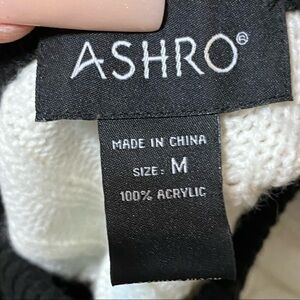 ASHRO®
MADE IN CHINA
SIZE: M
100% ACRYLIC